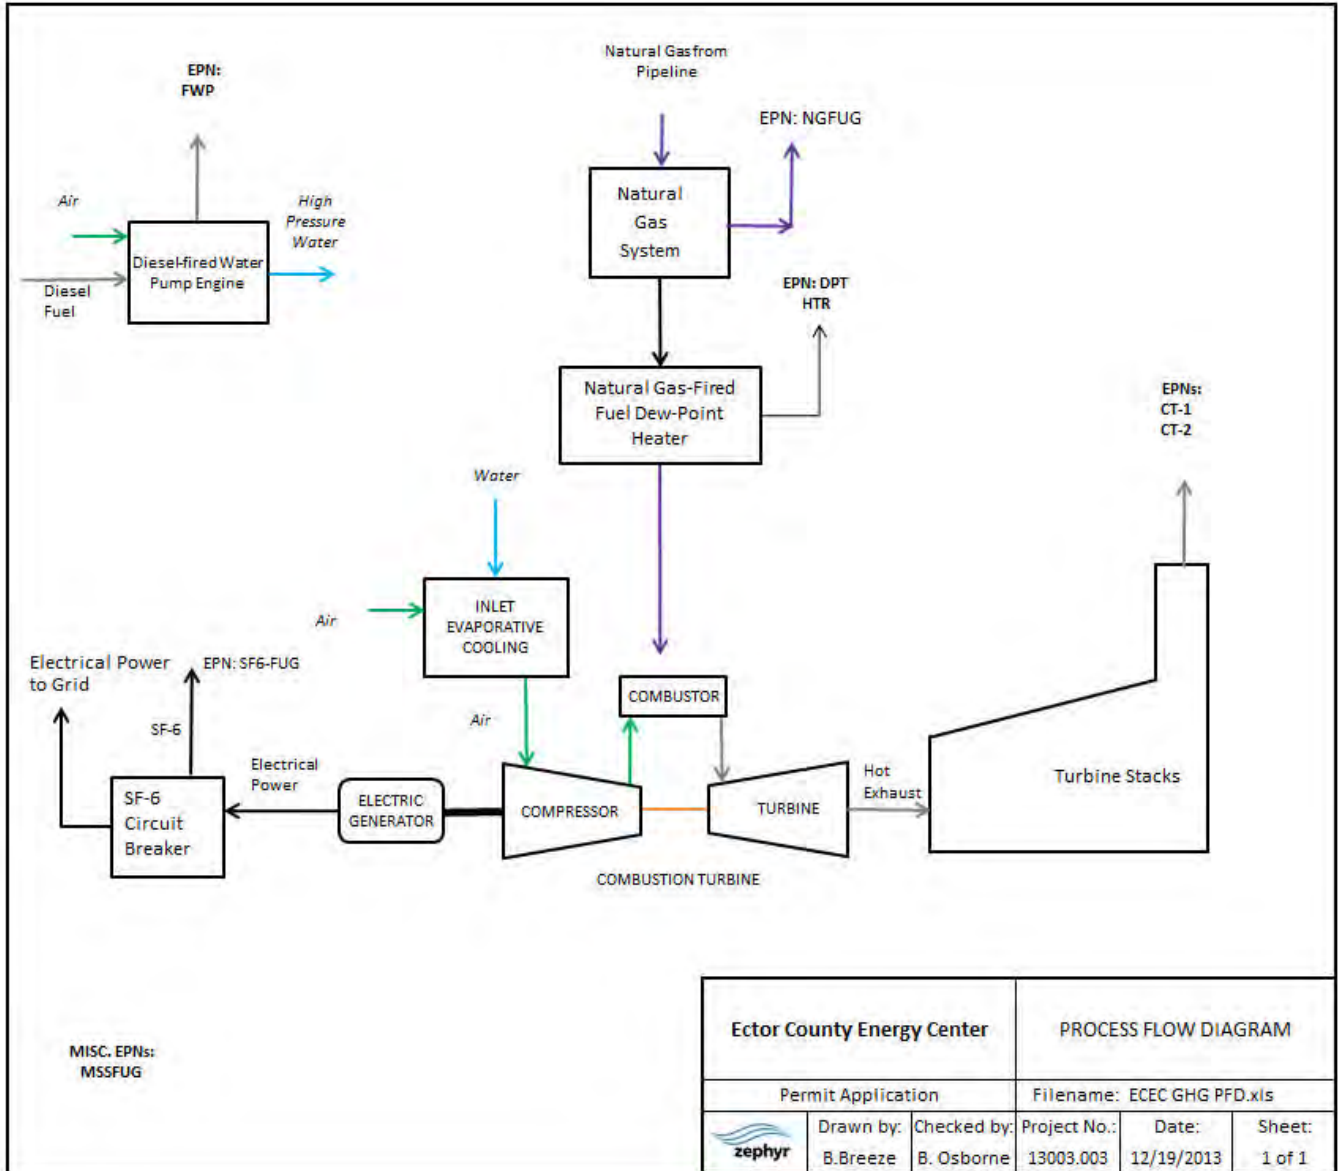 EPN:
FWP
Air
High
Pressure
Water
Diesel-fired Water
Pump Engine
Diesel
Fuel
Natural Gas from
Pipeline
EPN: NGFUG
Natural
Gas
System
EPN: DPT
HTR
Natural Gas-Fired
Fuel Dew-Point
Heater
EPNs:
CT-1
CT-2
Water
Air
INLET
EVAPORATIVE
COOLING
Electrical Power
to Grid
EPN: SF6-FUG
SF-6
Air
COMBUSTOR
Electrical
Power
SF-6
Circuit
Breaker
ELECTRIC
GENERATOR
COMPRESSOR
TURBINE
Hot
Exhaust
Turbine Stacks
COMBUSTION TURBINE
MISC. EPNs:
MSSFUG
Ector County Energy Center
PROCESS FLOW DIAGRAM
Permit Application
Filename: ECEC GHG PFD.xls
zephyr
Drawn by:
B.Breeze
Checked by:
B. Osborne
Project No.:
13003.003
Date:
12/19/2013
Sheet:
1 of 1